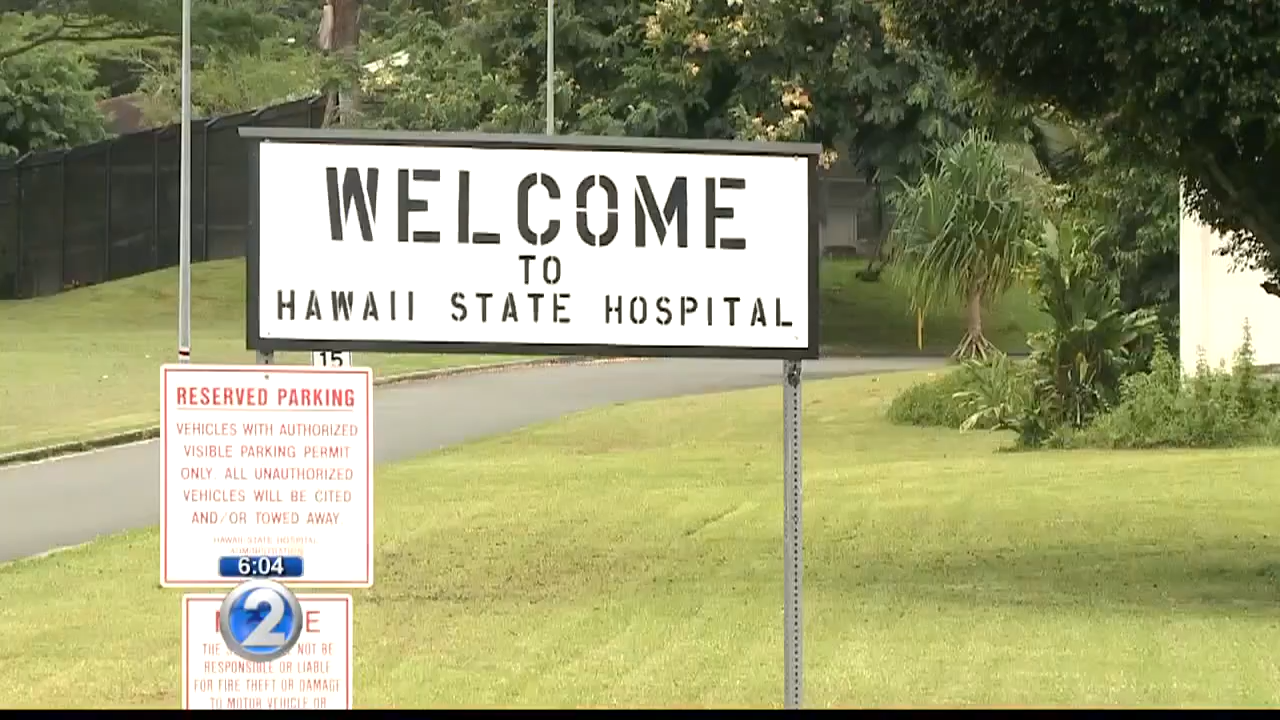 WELCOME
TO
HAWAII STATE HOSPITAL
15
RESERVED PARKING
VEHICLES WITH AUTHORIZED
VISIBLE PARKING PERMIT
ONLY. ALL UNAUTHORIZED
VEHICLES WILL BE CITED
AND/OR TOWED AWAY
HAWAII STATE HOSPITAL
ADMINISTRATION
6:04
2
THE NOT BE
RESPONSIBLE OR LIABLE
FOR FIRE THEFT OR DAMAGE
TO MOTOR VEHICLE OR